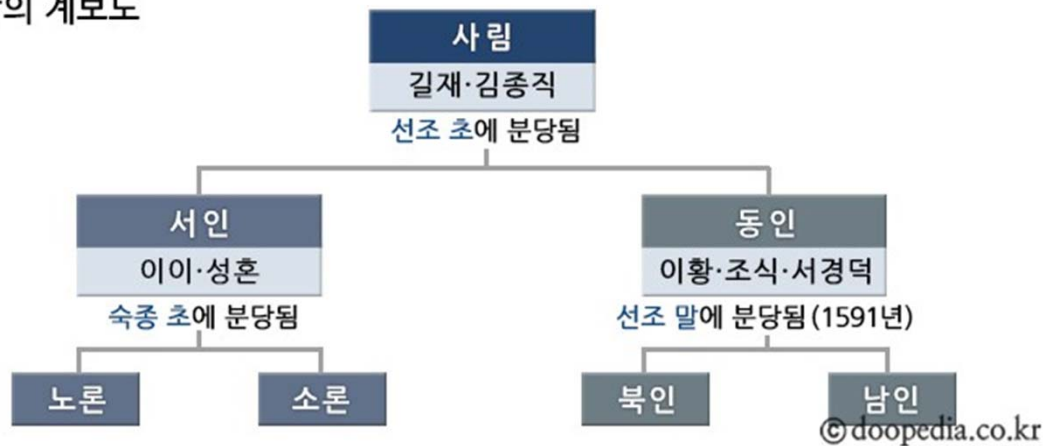 의 계보도
사림
길재·김종직
선조 초에 분당됨
서인
동인
이이·성혼
이황·조식·서경덕
숙종 초에 분당됨
선조 말에 분당됨(1591년)
노론
소론
북인
남인
ⓒdoopedia.co.kr